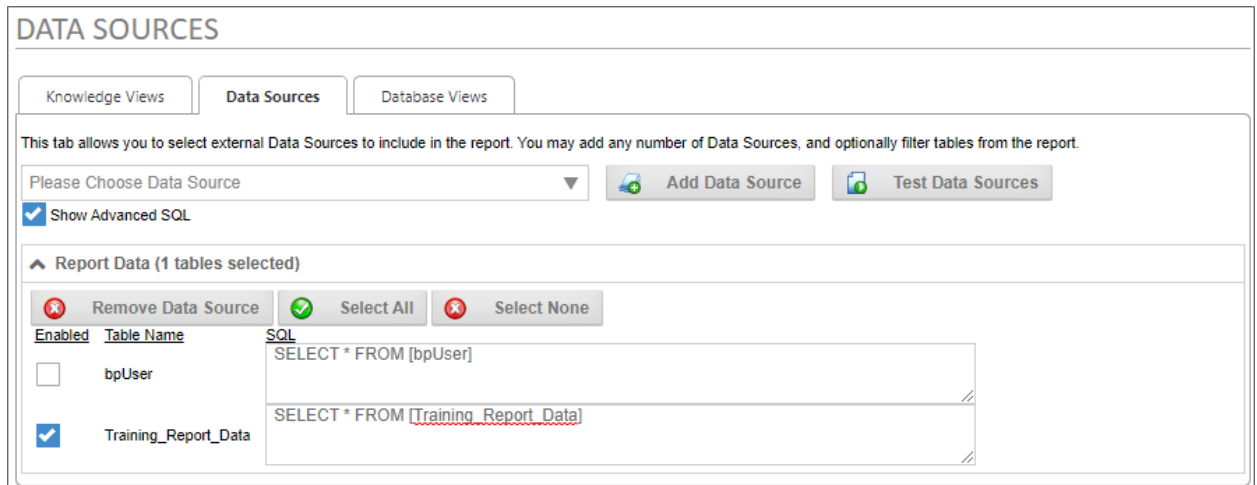 DATA SOURCES
Knowledge Views Data Sources Database Views
This tab allows you to select external Data Sources to include in the report. You may add any number of Data Sources, and optionally filter tables from the report.
Please Choose Data Source Add Data Source Test Data Sources
Show Advanced SQL
Report Data (1 tables selected)
Remove Data Source Select All Select None
Enabled Table Name SQL
SELECT * FROM [bpUser]
bpUser
SELECT * FROM [Training_Report_Data]
Training_Report_Data